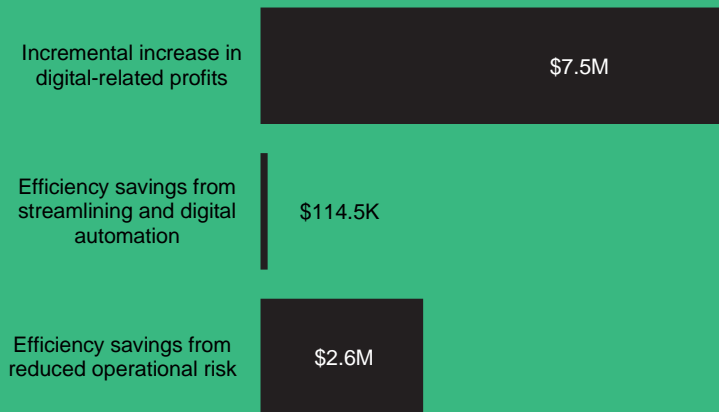 Incremental increase in
digital-related profits
$7.5M
Efficiency savings from
streamlining and digital
automation
$114.5K
Efficiency savings from
reduced operational risk
$2.6M